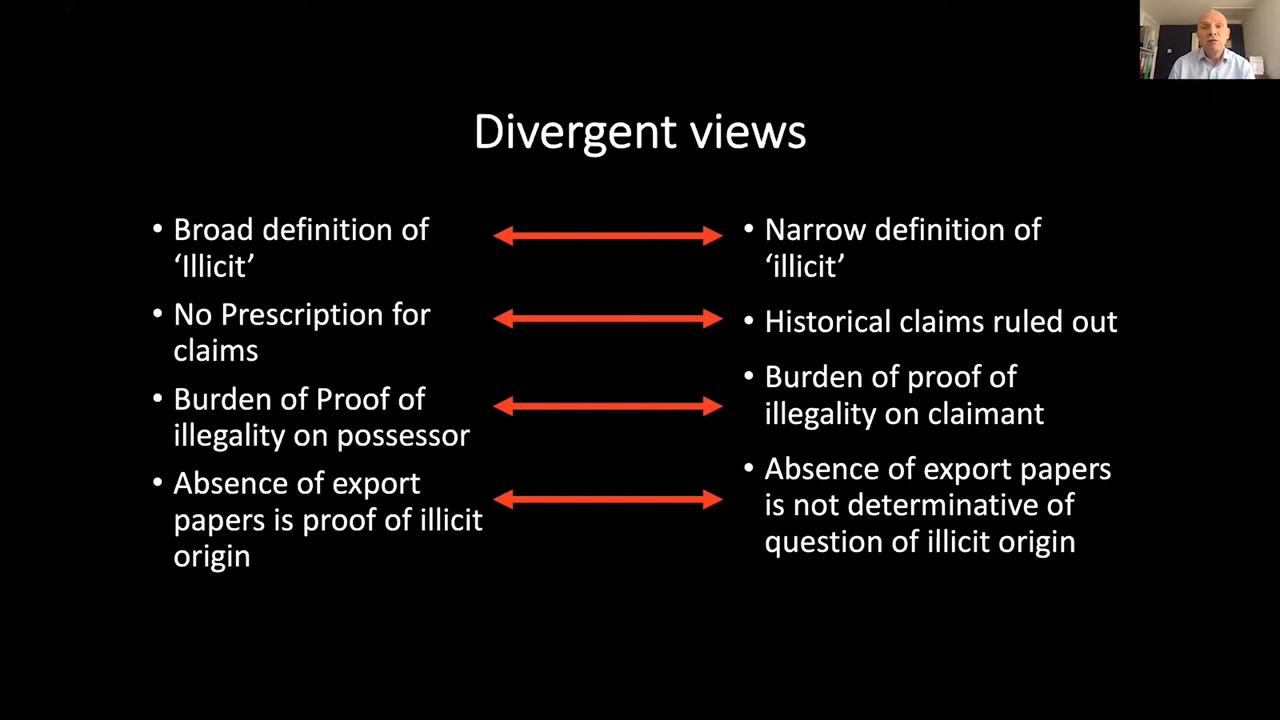 Divergent views
• Broad definition of
‘Illicit’
• No Prescription for
claims
• Burden of Proof of
illegality on possessor
• Absence of export
papers is proof of illicit
origin
• Narrow definition of
‘illicit’
• Historical claims ruled out
• Burden of proof of
illegality on claimant
• Absence of export papers
is not determinative of
question of illicit origin